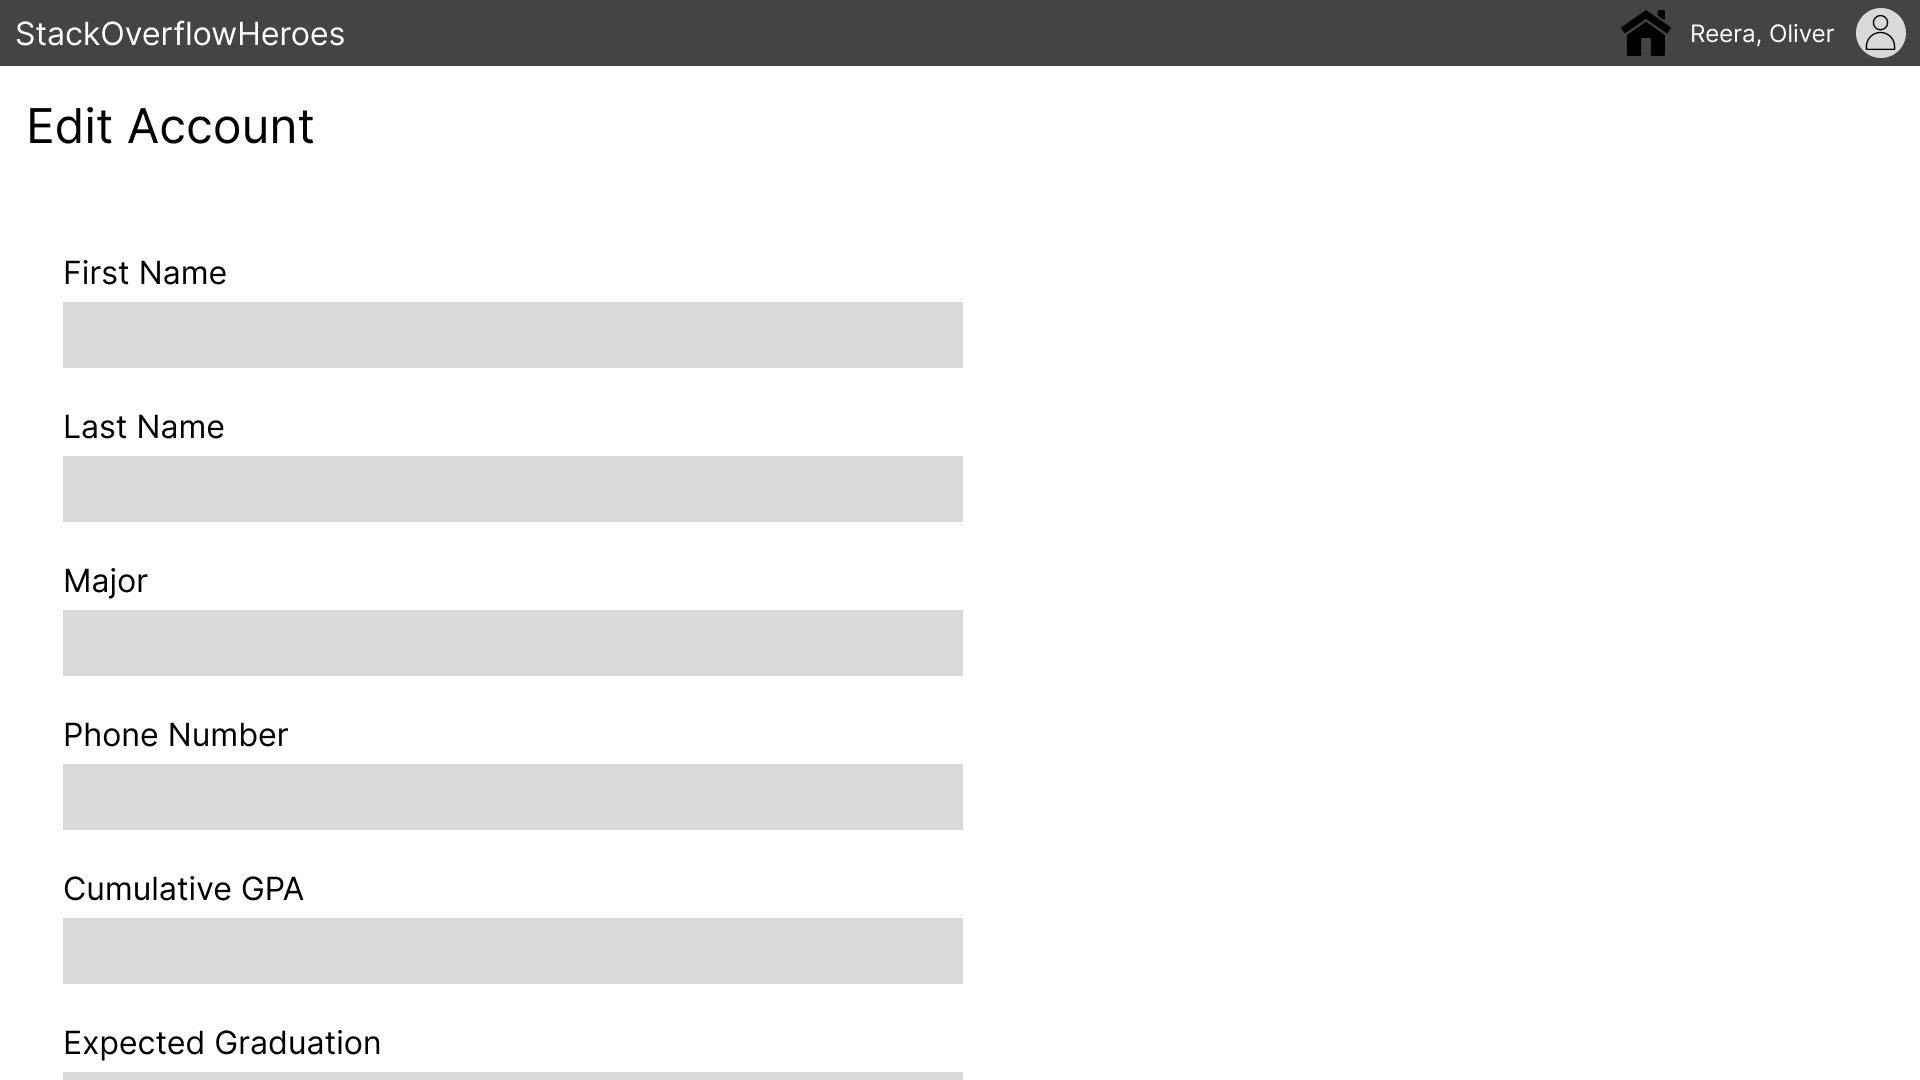 StackOverflowHeroes
Reera, Oliver
Edit Account
First Name
Last Name
Major
Phone Number
Cumulative GPA
Expected Graduation